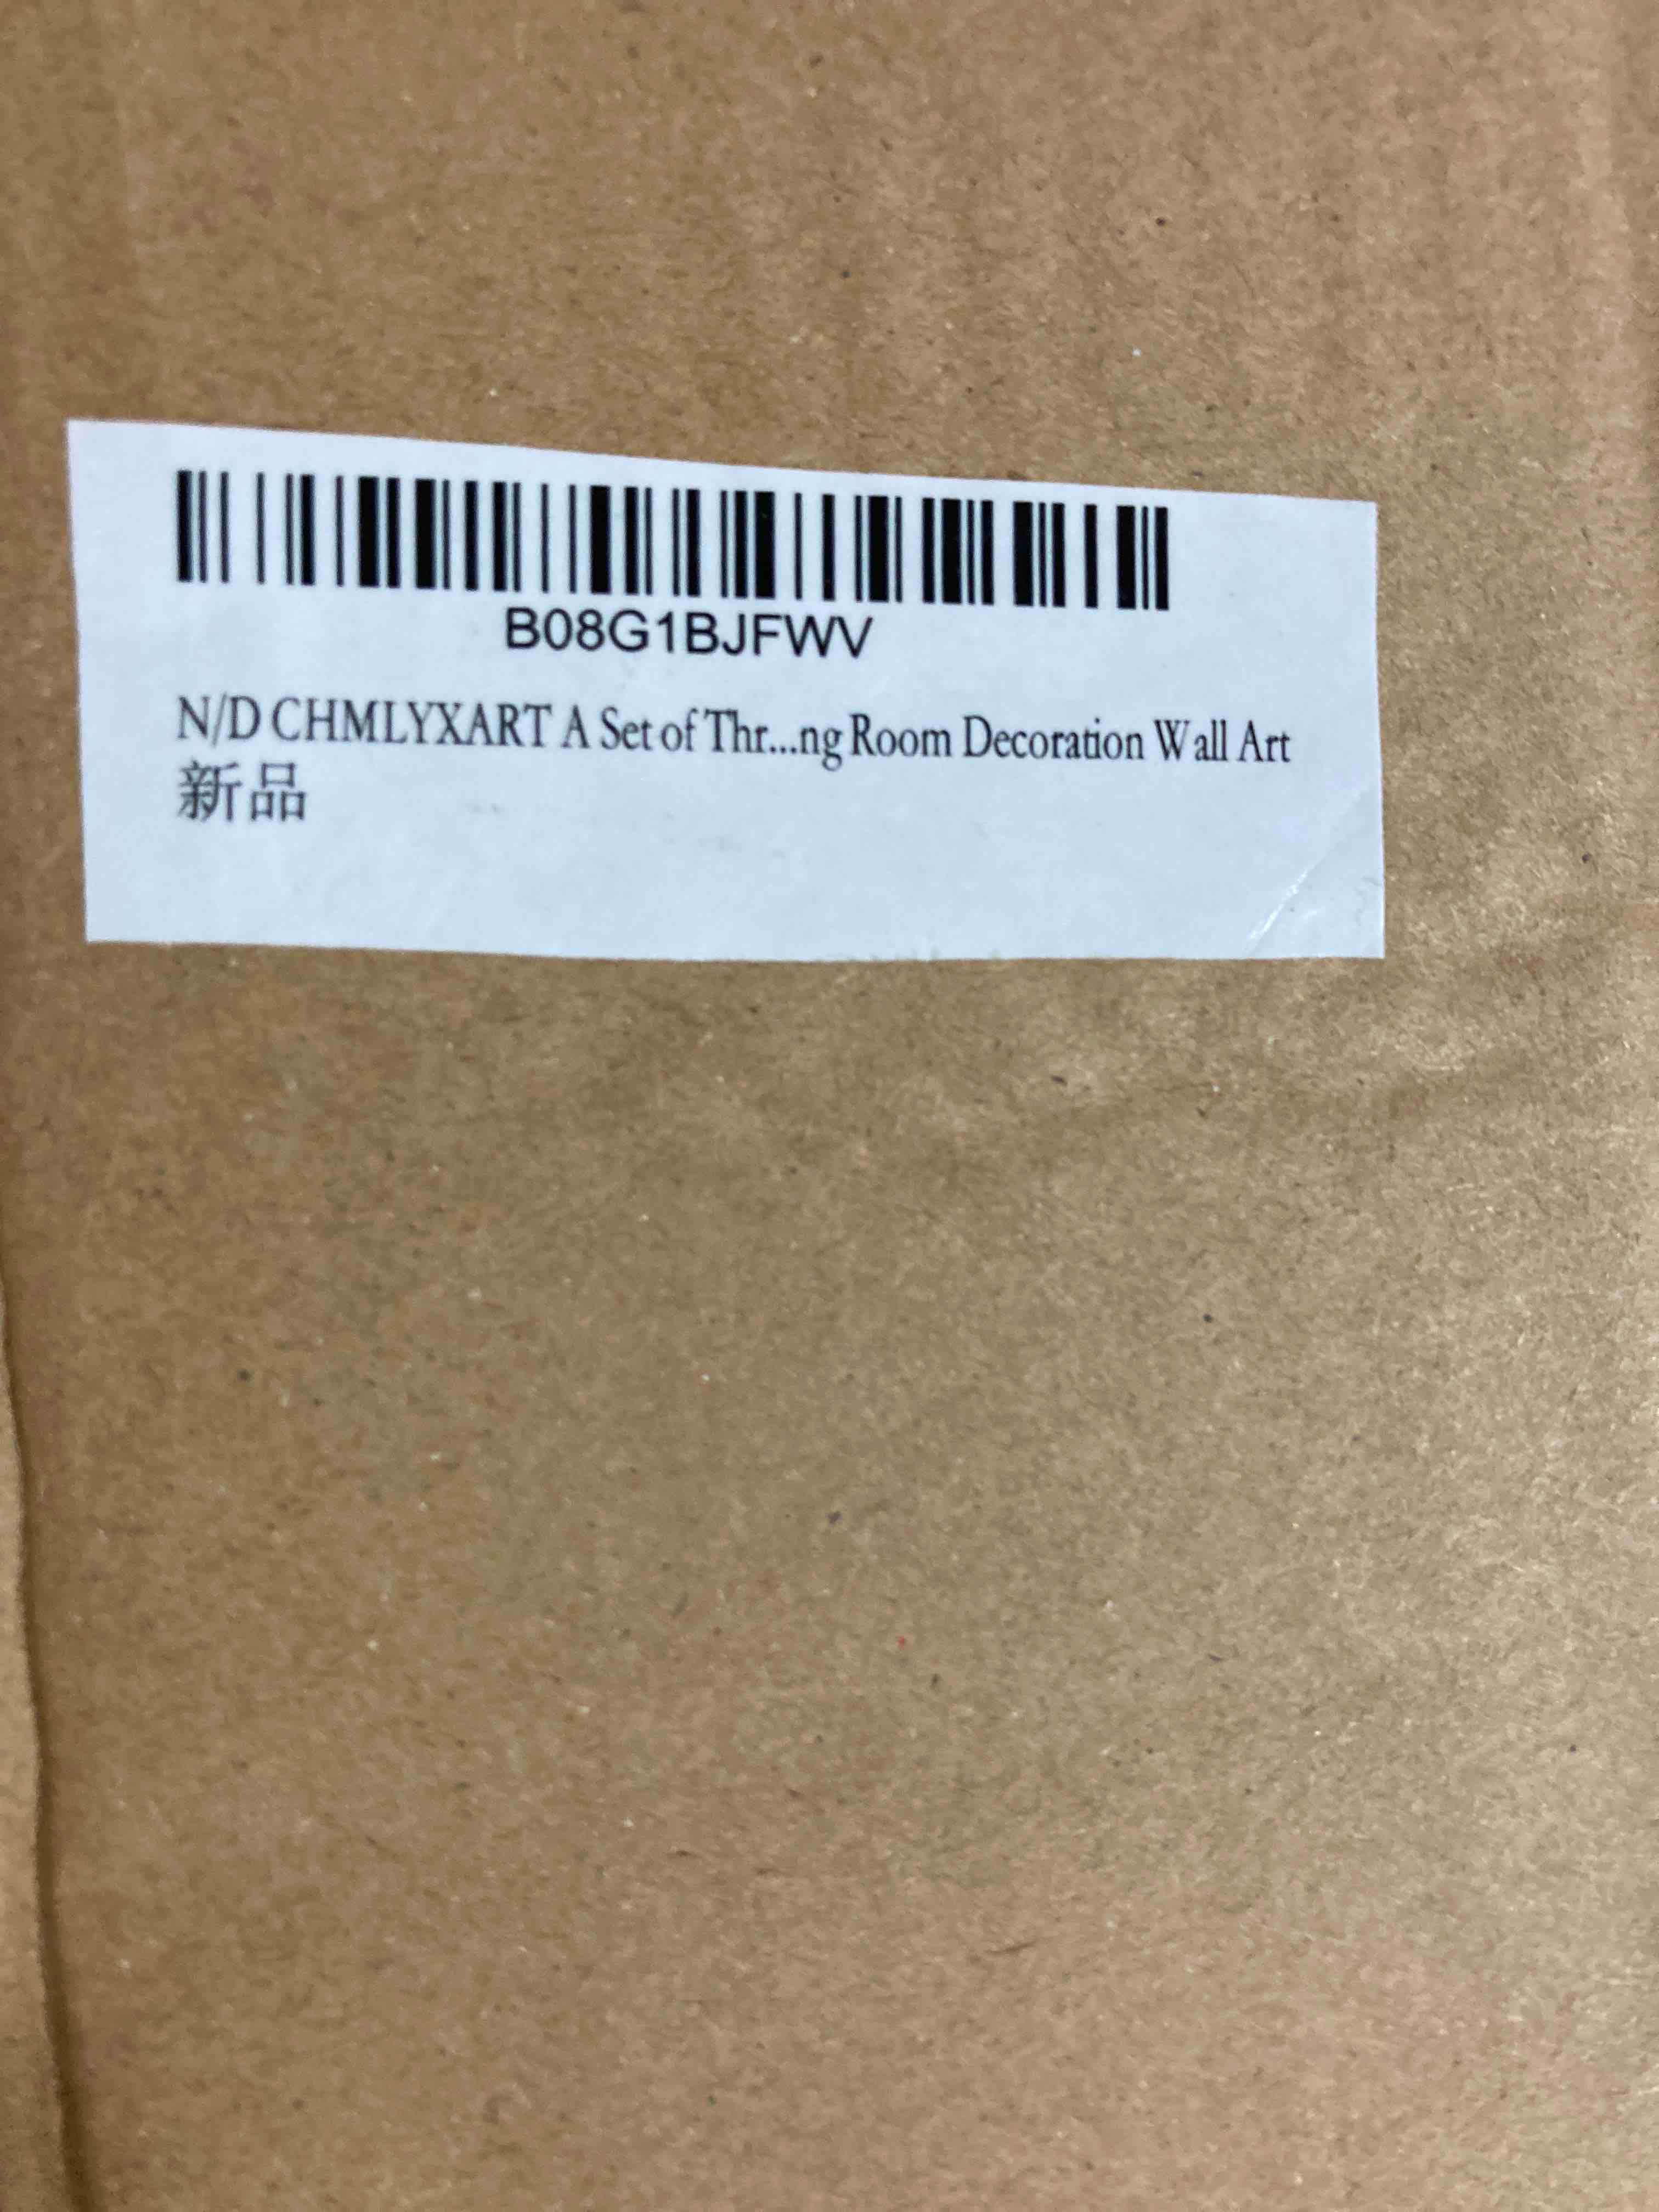 B08G1BJFWV
N/D CHMLYXART A Set of Thr...ng Room Decoration Wall Art
新品